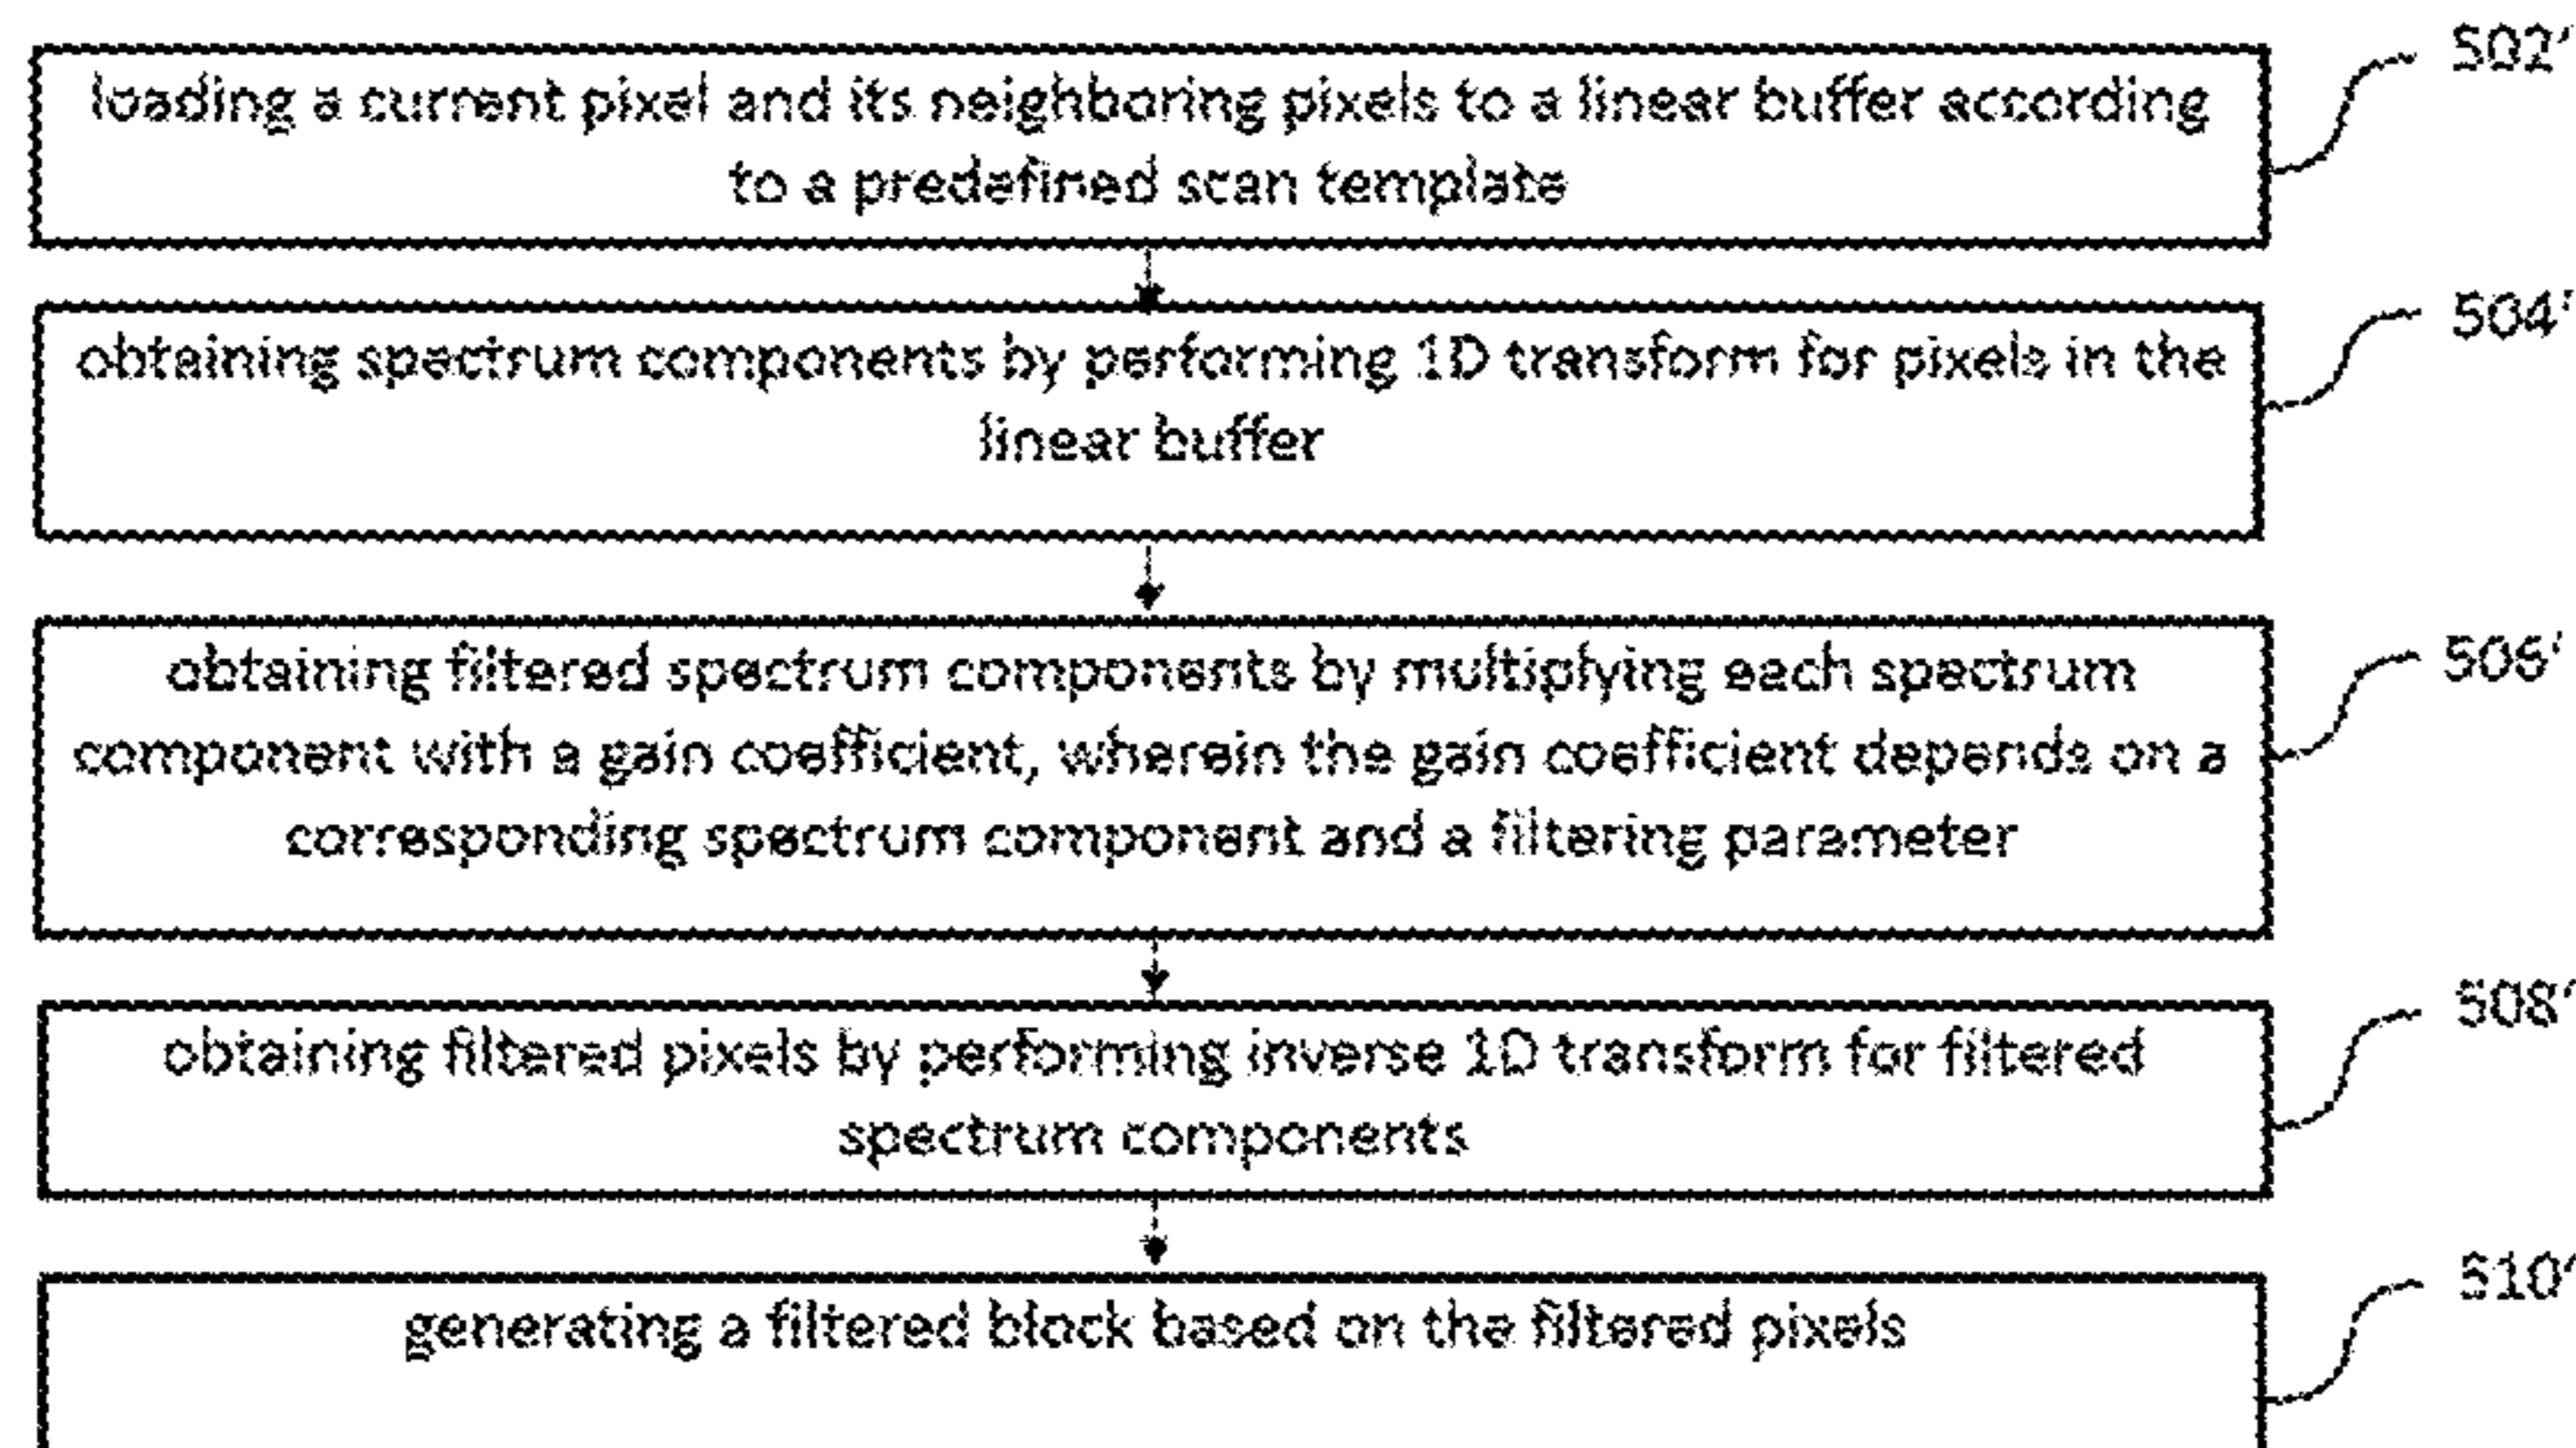 502'
loading a current pixel and its neighboring pixels to a linear buffer according
to a predefined scan template
504'
obtaining spectrum components by performing 1D transform for pixels in the
linear buffer
506'
obtaining filtered spectrum components by multiplying each spectrum
component with a gain coefficient, wherein the gain coefficient depends on a
corresponding spectrum component and a filtering parameter
508'
obtaining filtered pixels by performing inverse 1D transform for filtered
spectrum components
510'
generating a filtered block based on the filtered pixels